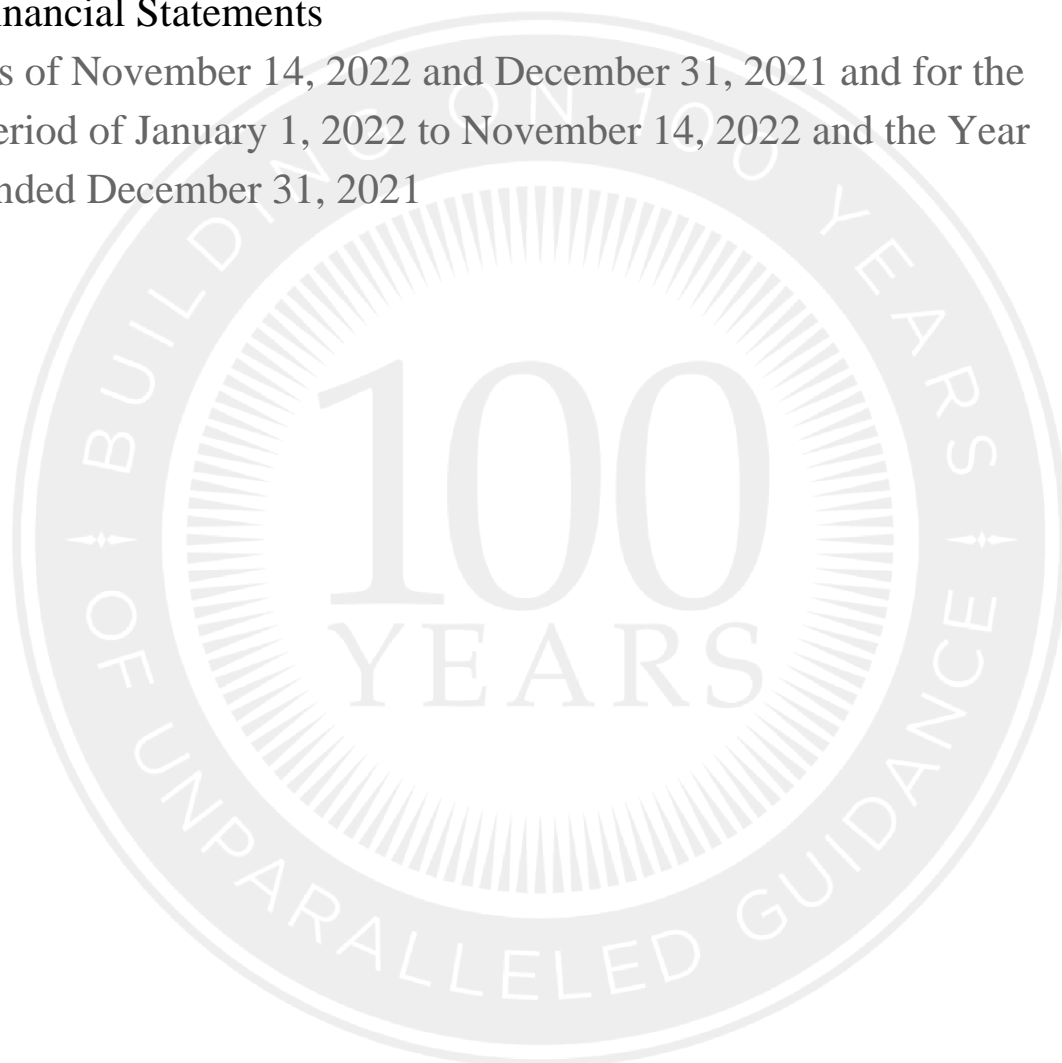 inancial Statements
s of November 14, 2022 and December 31, 2021 and for the
eriod of January 1, 2022 to November 14, 2022 and the Year
nded December 31, 2021
BUILDING ON 100 YEARS
100
YEARS
OF UNPARALLELED GUIDANCE